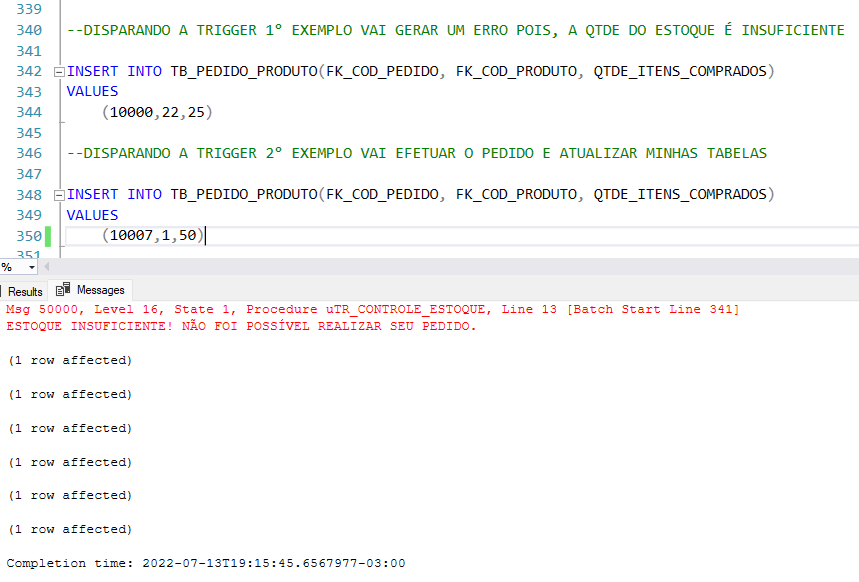 339
340 --DISPARANDO A TRIGGER 1º EXEMPLO VAI GERAR UM ERRO POIS, A QTDE DO ESTOQUE É INSUFICIENTE
341
342 INSERT INTO TB_PEDIDO_PRODUTO(FK_COD_PEDIDO, FK_COD_PRODUTO, QTDE_ITENS_COMPRADOS)
343 VALUES
344 (10000,22,25)
345
346 --DISPARANDO A TRIGGER 2º EXEMPLO VAI EFETUAR O PEDIDO E ATUALIZAR MINHAS TABELAS
347
348 INSERT INTO TB_PEDIDO_PRODUTO(FK_COD_PEDIDO, FK_COD_PRODUTO, QTDE_ITENS_COMPRADOS)
349 VALUES
350 (10007,1,50)
351
%
Results Messages
Msg 50000, Level 16, State 1, Procedure uTR_CONTROLE_ESTOQUE, Line 13 [Batch Start Line 341]
ESTOQUE INSUFICIENTE! NÃO FOI POSSÍVEL REALIZAR SEU PEDIDO.
(1 row affected)
(1 row affected)
(1 row affected)
(1 row affected)
(1 row affected)
(1 row affected)
Completion time: 2022-07-13T19:15:45.6567977-03:00